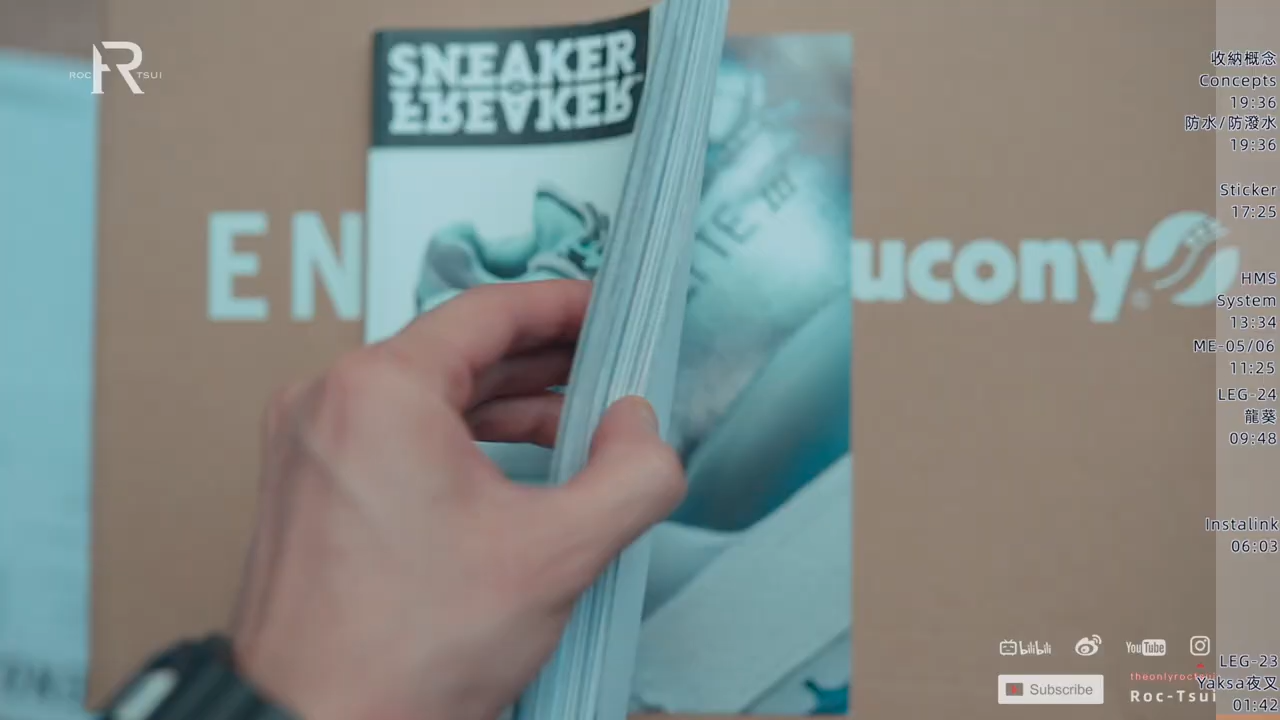 ROC R TSUI
SNEAKER
FREAKER
EN
ucony
收納概念
Concepts
19:36
防水/防潑水
19:36
Sticker
17:25
HMS
System
13:34
ME-05/06
11:25
LEG-24
龍葵
09:48
Instalink
06:03
LEG-23
Yaksa夜叉
01:42
bilibili
YouTube
Subscribe
theonlyroctsui
Roc-Tsui